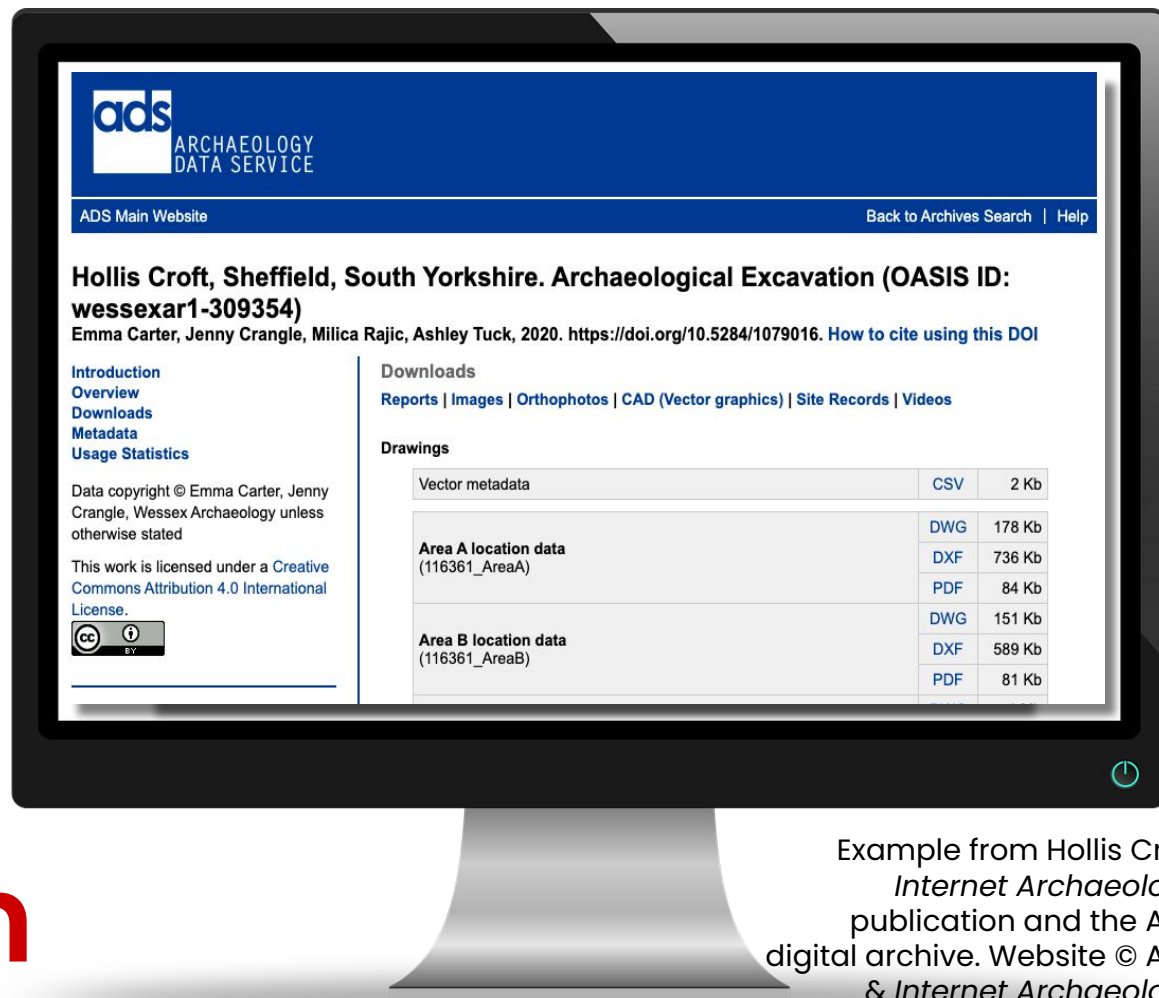 ads
ARCHAEOLOGY
DATA SERVICE
ADS Main Website
Back to Archives Search | Help
Hollis Croft, Sheffield, South Yorkshire. Archaeological Excavation (OASIS ID:
wessexar1-309354)
Emma Carter, Jenny Crangle, Milica Rajic, Ashley Tuck, 2020. https://doi.org/10.5284/1079016. How to cite using this DOI
Introduction
Overview
Downloads
Metadata
Usage Statistics
Data copyright © Emma Carter, Jenny
Crangle, Wessex Archaeology unless
otherwise stated
This work is licensed under a Creative
Commons Attribution 4.0 International
License.
cc BY
Downloads
Reports | Images | Orthophotos | CAD (Vector graphics) | Site Records | Videos
Drawings
Vector metadata CSV 2 Kb
Area A location data
(116361_AreaA)
DWG 178 Kb
DXF 736 Kb
PDF 84 Kb
Area B location data
(116361_AreaB)
DWG 151 Kb
DXF 589 Kb
PDF 81 Kb
n
Example from Hollis Cr
Internet Archaeolo
publication and the A
digital archive. Website © A
& Internet Archaeolo